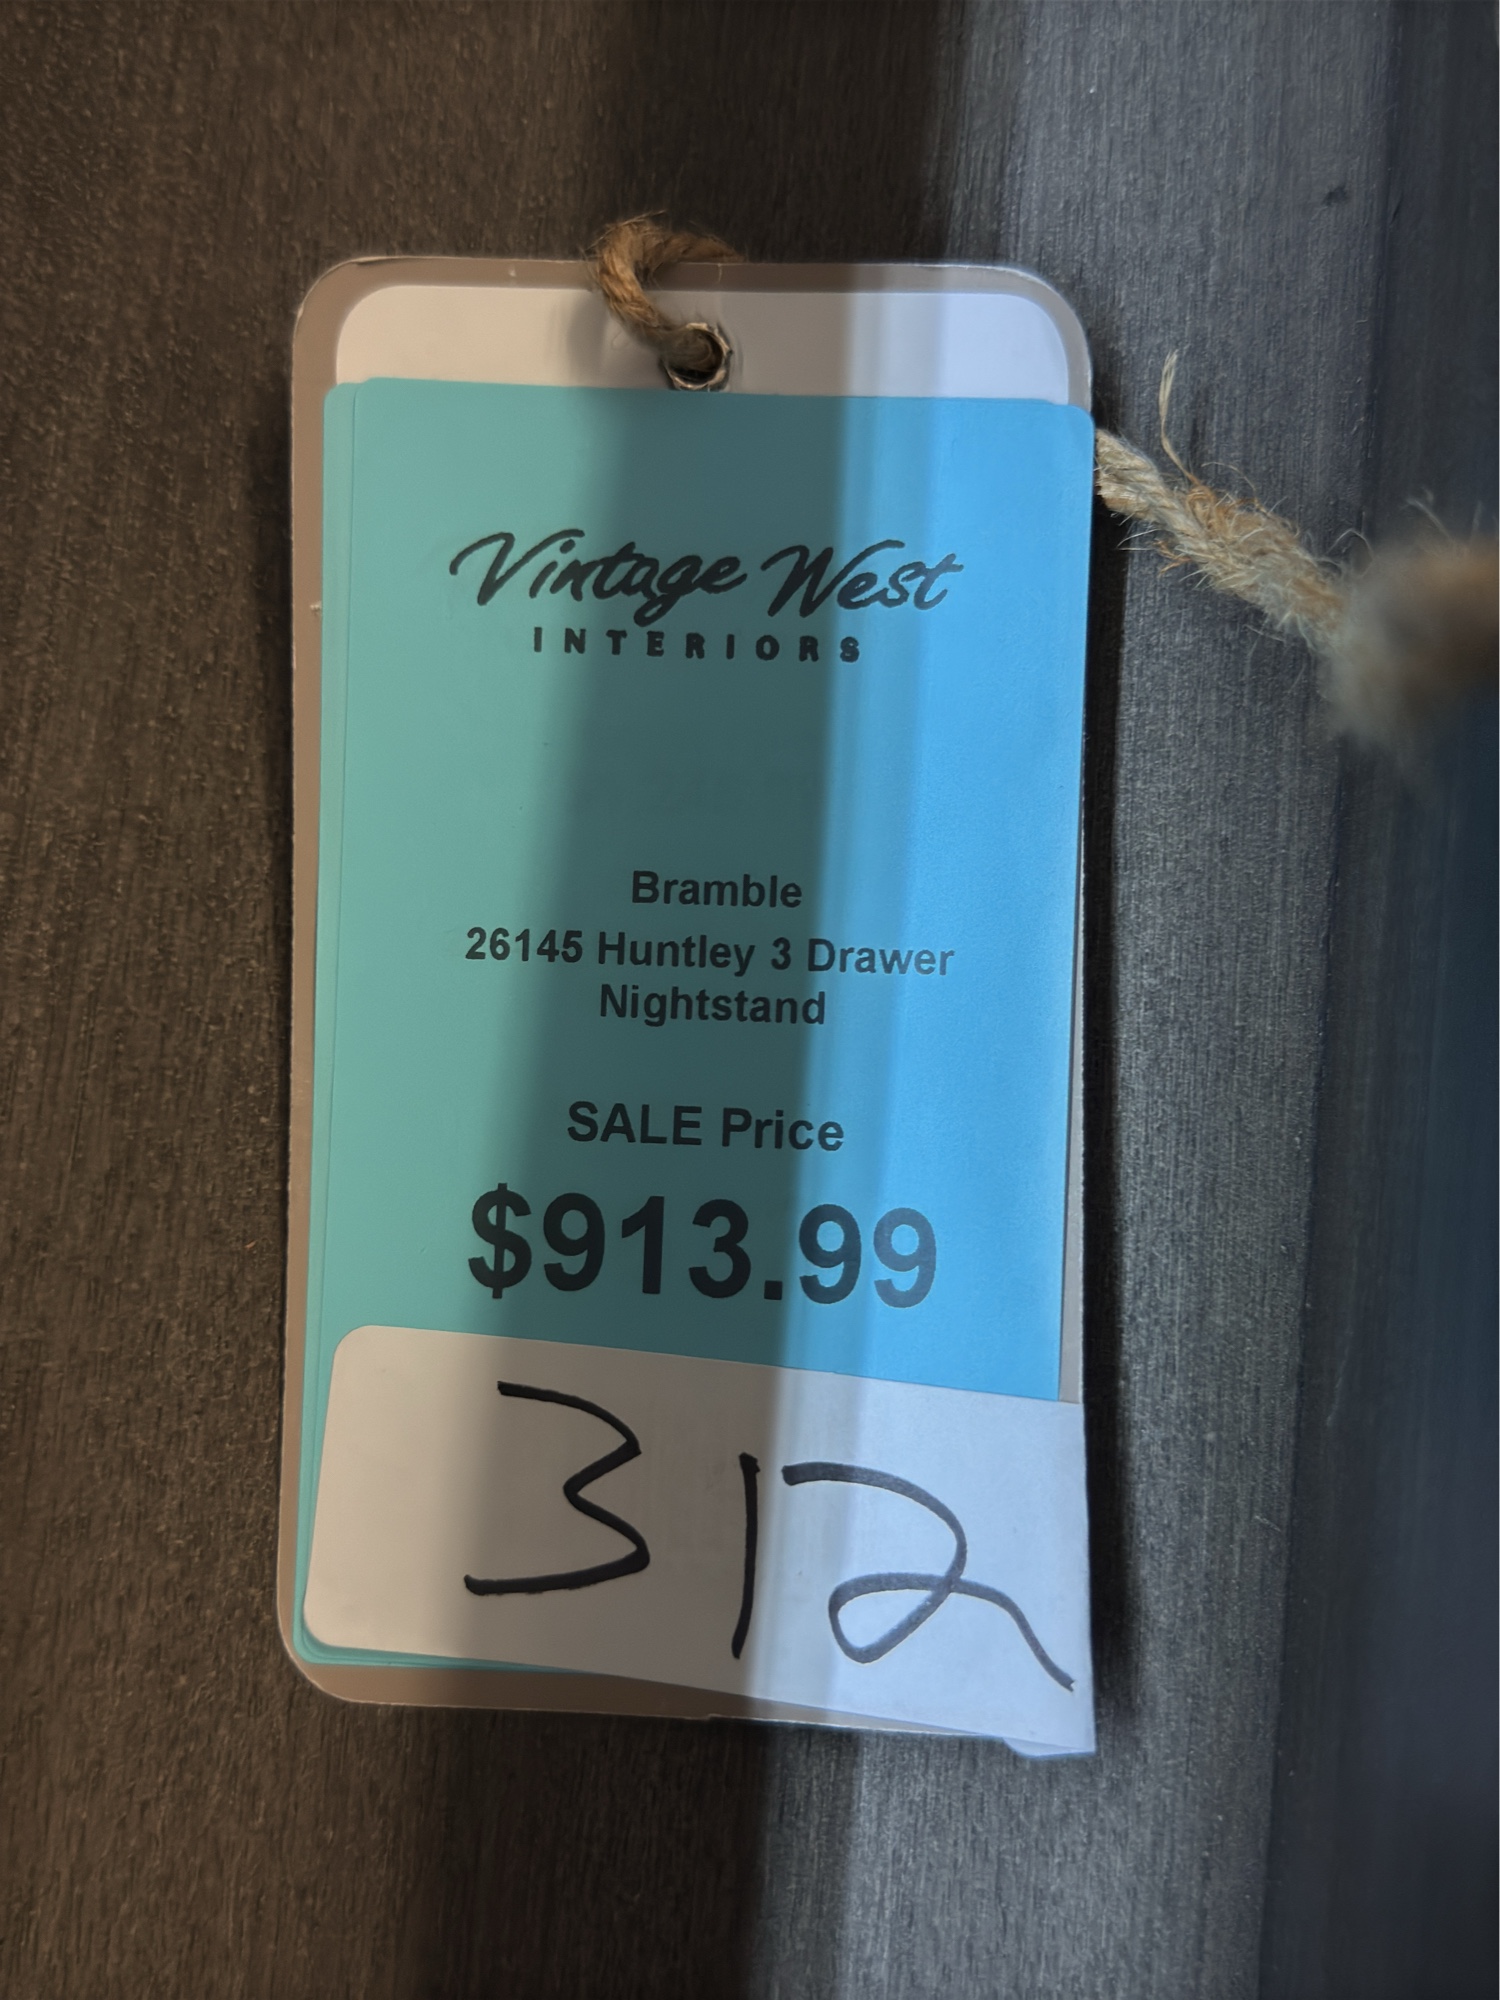 Vintage West
INTERIORS
Bramble
26145 Huntley 3 Drawer
Nightstand
SALE Price
$913.99
312